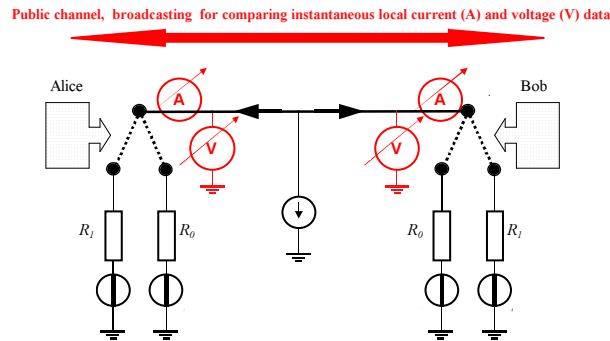 Public channel, broadcasting for comparing instantaneous local current (A) and voltage (V) data
Alice
A
A
Bob
V
V
R1
R0
R0
R1